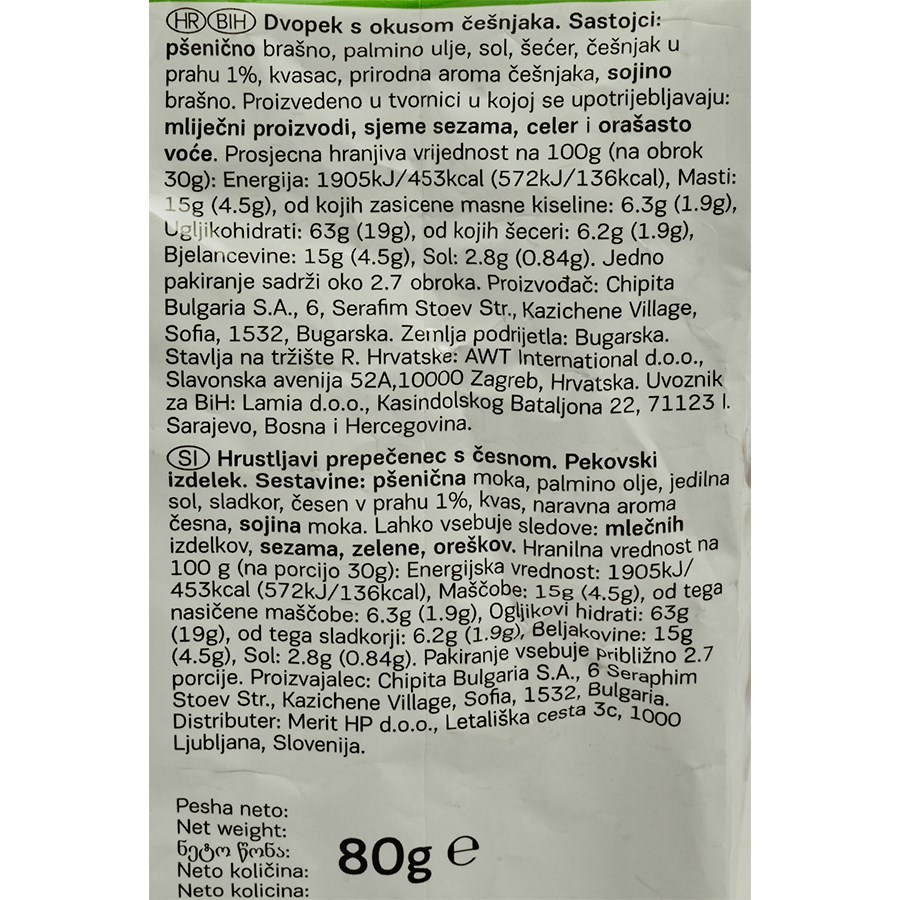 HR BIH Dvopek s okusom češnjaka. Sastojci:
pšenično brašno, palmino ulje, sol, šećer, češnjak u
prahu 1%, kvasac, prirodna aroma češnjaka, sojino
brašno. Proizvedeno u tvornici u kojoj se upotrijebljavaju:
mliječni proizvodi, sjeme sezama, celer i orašasto
voće. Prosjecna hranjiva vrijednost na 100g (na obrok
30g): Energija: 1905kJ/453kcal (572kJ/136kcal), Masti:
15g (4.5g), od kojih zasicene masne kiseline: 6.3g (1.9g),
Ugljikohidrati: 63g (19g), od kojih šeceri: 6.2g (1.9g),
Bjelancevine: 15g (4.5g), Sol: 2.8g (0.84g). Jedno
pakiranje sadrži oko 2.7 obroka. Proizvođač: Chipita
Bulgaria S.A., 6, Serafim Stoev Str., Kazichene Village,
Sofia, 1532, Bugarska. Zemlja podrijetla: Bugarska.
Stavlja na tržište R. Hrvatske: AWT International d.o.o.,
Slavonska avenija 52A,10000 Zagreb, Hrvatska. Uvoznik
za BiH: Lamia d.o.o., Kasindolskog Bataljona 22, 71123 I.
Sarajevo, Bosna i Hercegovina.
SI Hrustljavi prepečenec s česnom. Pekovski
izdelek. Sestavine: pšenična moka, palmino olje, jedilna
sol, sladkor, česen v prahu 1%, kvas, naravna aroma
česna, sojina moka. Lahko vsebuje sledove: mlečnih
izdelkov, sezama, zelene, oreškov. Hranilna vrednost na
100 g (na porcijo 30g): Energijska vrednost: 1905kJ/
453kcal (572kJ/136kcal), Maščobe: 15g (4.5g), od tega
nasičene maščobe: 6.3g (1.9g), Ogljikovi hidrati: 63g
(19g), od tega sladkorji: 6.2g (1.9g), Beljakovine: 15g
(4.5g), Sol: 2.8g (0.84g). Pakiranje vsebuje približno 2.7
porcije. Proizvajalec: Chipita Bulgaria S.A., 6 Seraphim
Stoev Str., Kazichene Village, Sofia, 1532, Bulgaria.
Distributer: Merit HP d.o.o., Letališka cesta 3c, 1000
Ljubljana, Slovenija.
Pesha neto:
Net weight:
ნეტო წონა:
Neto količina:
Neto kolicina:
80g e